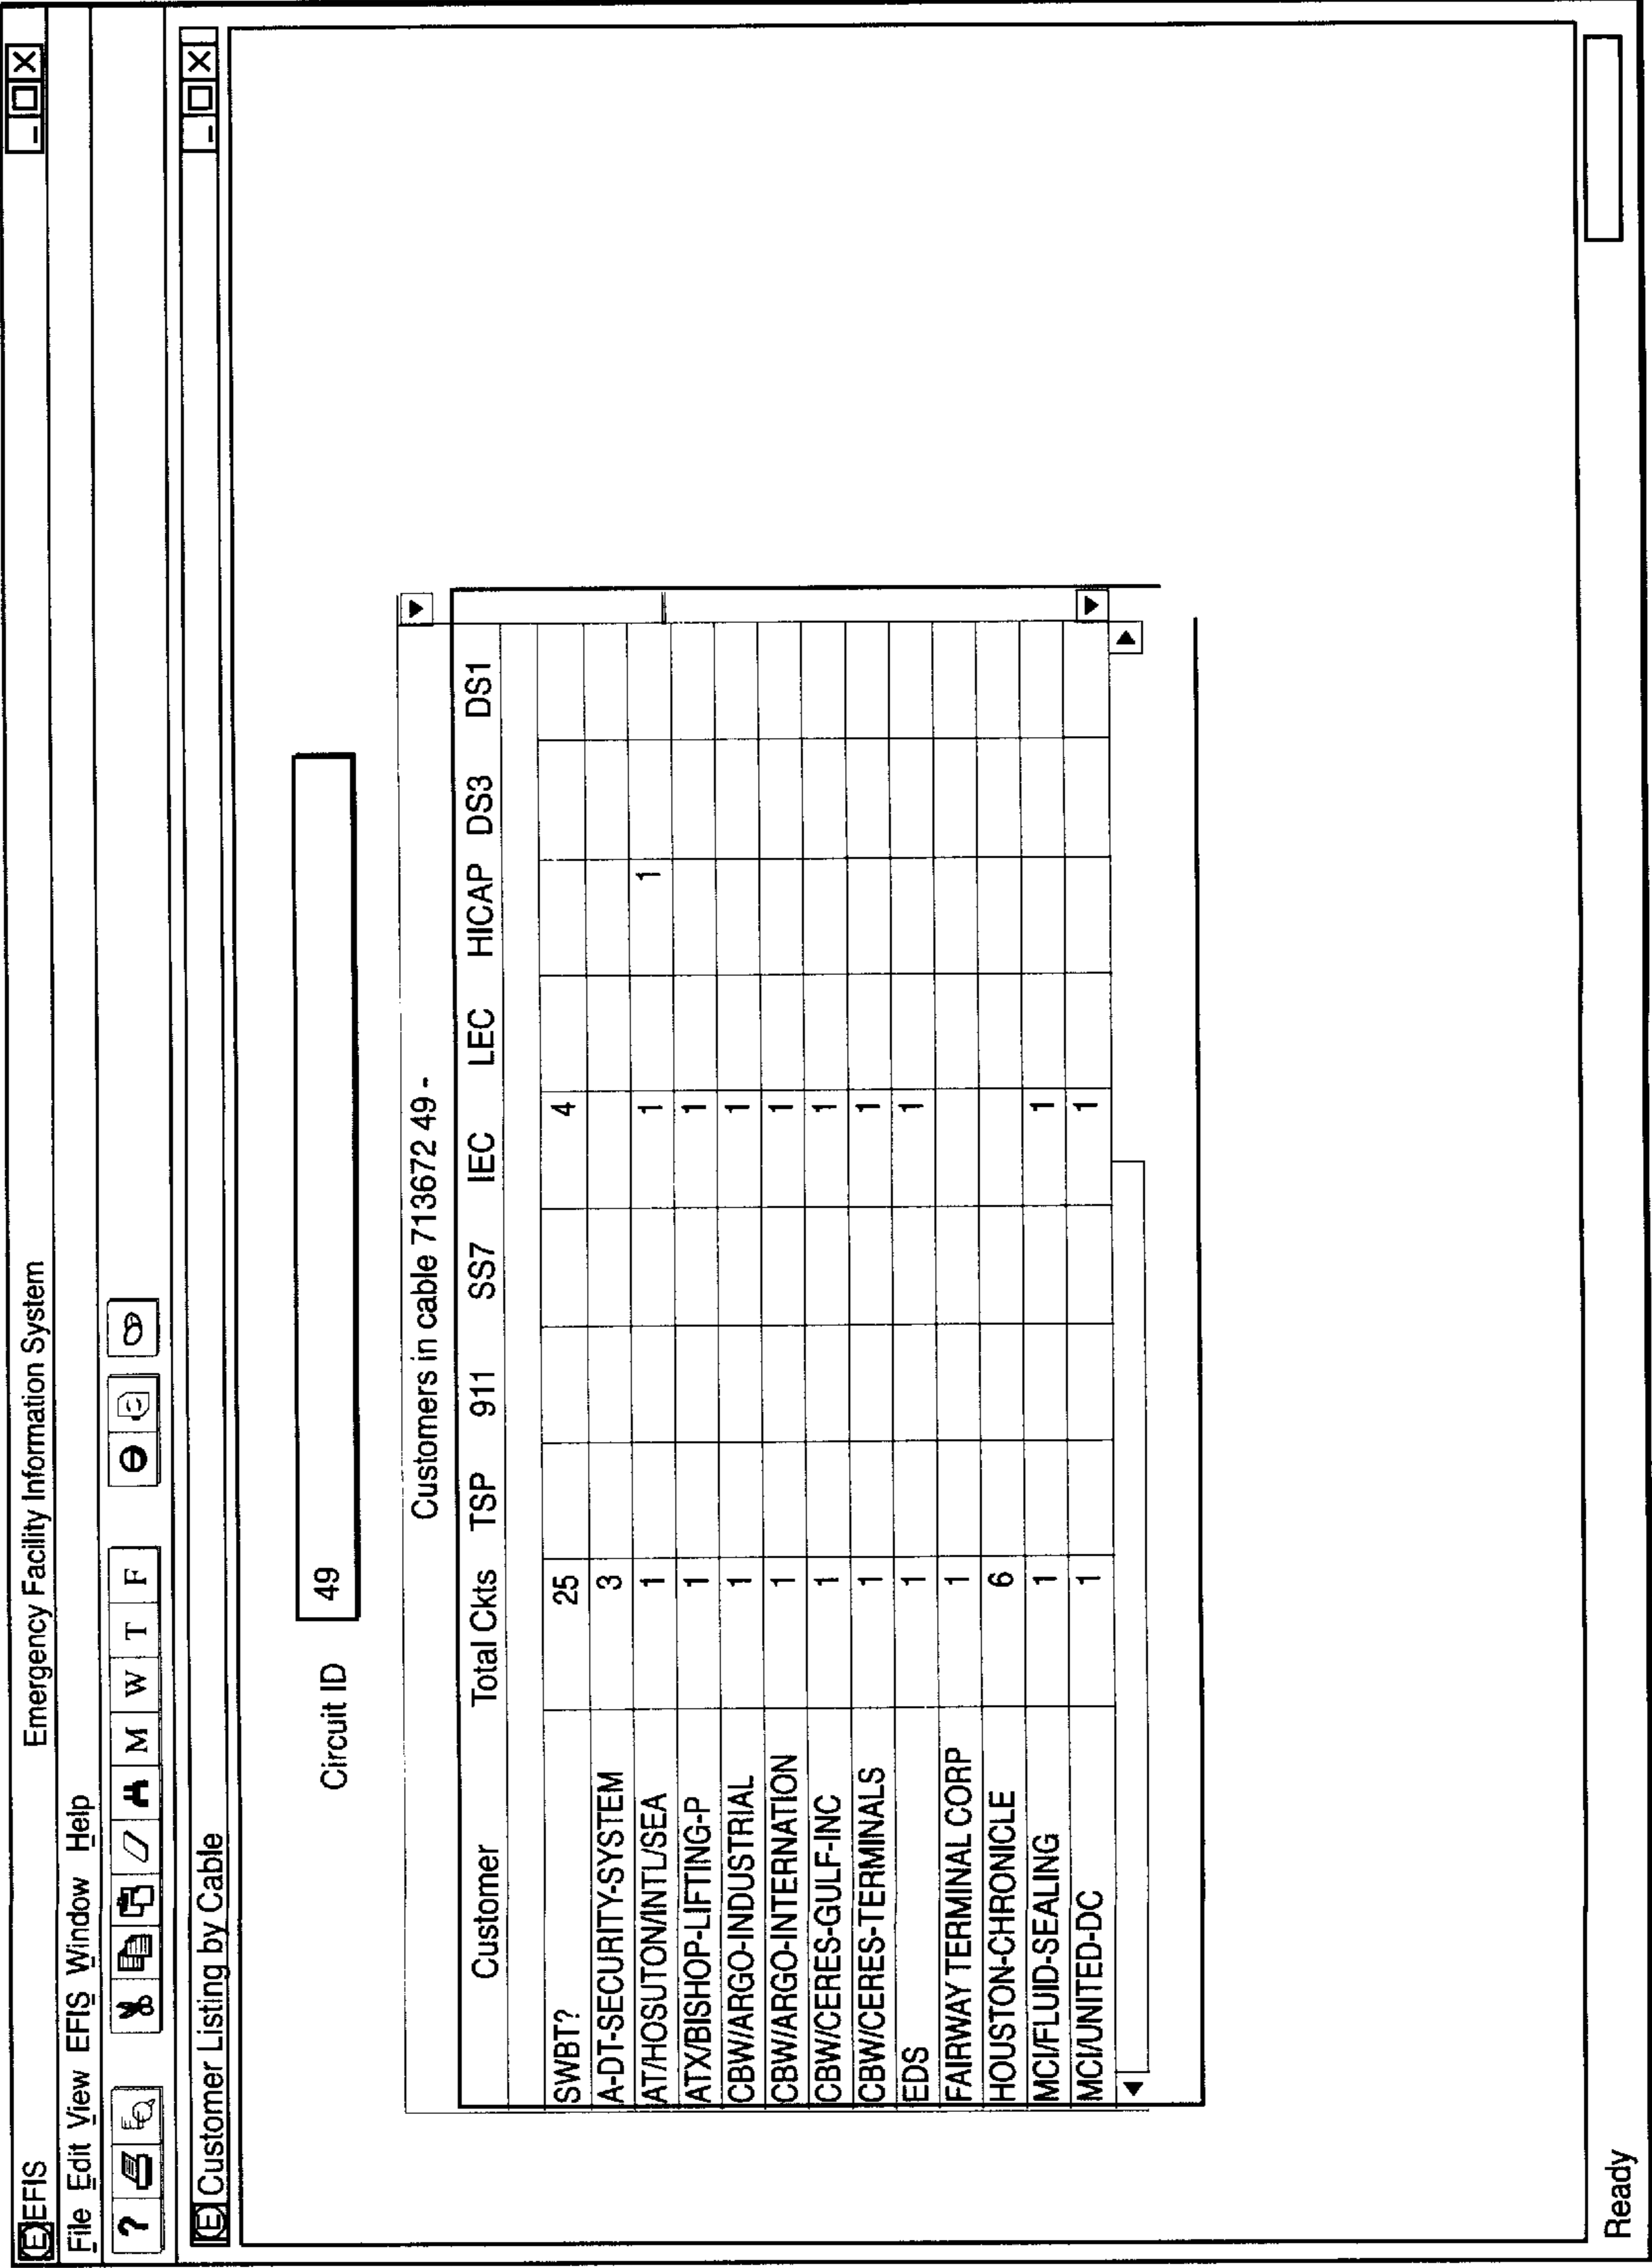 EFIS Emergency Facility Information System
File Edit View EFIS Window Help
? M W T F
E Customer Listing by Cable
Circuit ID 49
Customers in cable 713672 49 -
Customer Total Ckts TSP 911 SS7 IEC LEC HICAP DS3 DS1
SWBT? 25 4
A-DT-SECURITY-SYSTEM 3
AT/HOSUTON/INTL/SEA 1 1 1
ATX/BISHOP-LIFTING-P 1 1
CBW/ARGO-INDUSTRIAL 1 1
CBW/ARGO-INTERNATION 1 1
CBW/CERES-GULF-INC 1 1
CBW/CERES-TERMINALS 1 1
EDS 1 1
FAIRWAY TERMINAL CORP 1
HOUSTON-CHRONICLE 6
MCI/FLUID-SEALING 1 1
MCI/UNITED-DC 1 1
Ready